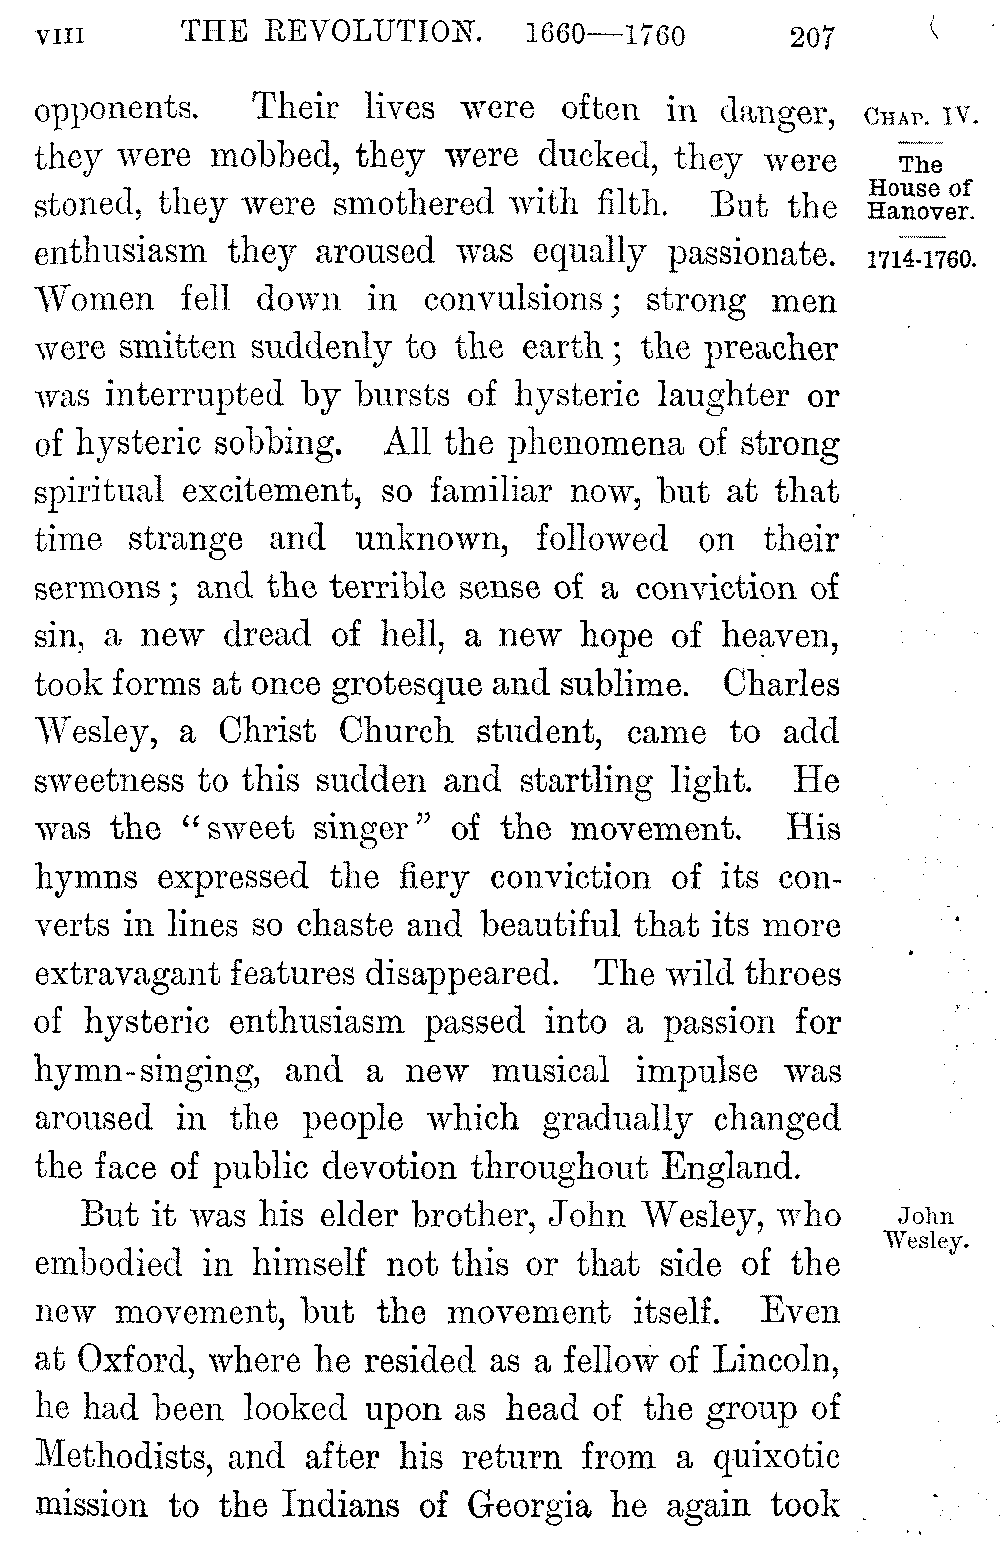 VIII THE REVOLUTION. 1660—1760 207
opponents. Their lives were often in danger,
they were mobbed, they were ducked, they were
stoned, they were smothered with filth. But the
enthusiasm they aroused was equally passionate.
Women fell down in convulsions; strong men
were smitten suddenly to the earth; the preacher
was interrupted by bursts of hysteric laughter or
of hysteric sobbing. All the phenomena of strong
spiritual excitement, so familiar now, but at that
time strange and unknown, followed on their
sermons; and the terrible sense of a conviction of
sin, a new dread of hell, a new hope of heaven,
took forms at once grotesque and sublime. Charles
Wesley, a Christ Church student, came to add
sweetness to this sudden and startling light. He
was the “sweet singer” of the movement. His
hymns expressed the fiery conviction of its con-
verts in lines so chaste and beautiful that its more
extravagant features disappeared. The wild throes
of hysteric enthusiasm passed into a passion for
hymn-singing, and a new musical impulse was
aroused in the people which gradually changed
the face of public devotion throughout England.
But it was his elder brother, John Wesley, who
embodied in himself not this or that side of the
new movement, but the movement itself. Even
at Oxford, where he resided as a fellow of Lincoln,
he had been looked upon as head of the group of
Methodists, and after his return from a quixotic
mission to the Indians of Georgia he again took
CHAP. IV.
The
House of
Hanover.
1714-1760.
John
Wesley.